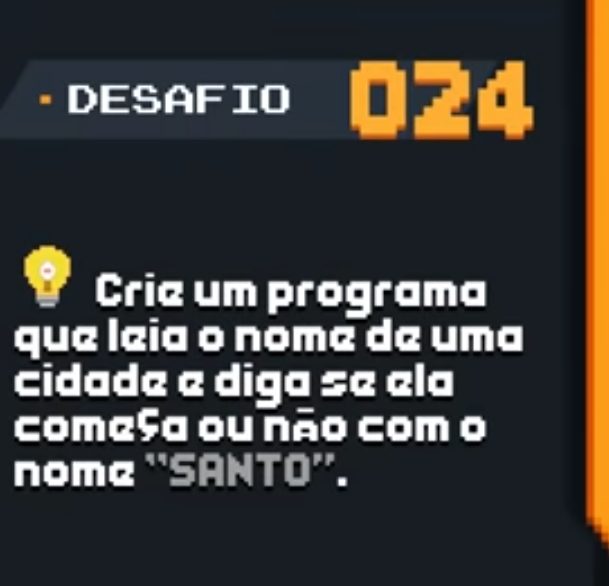 DESAFIO 024
Crie um programa
que leia o nome de uma
cidade e diga se ela
começa ou não com o
nome “SANTO”.